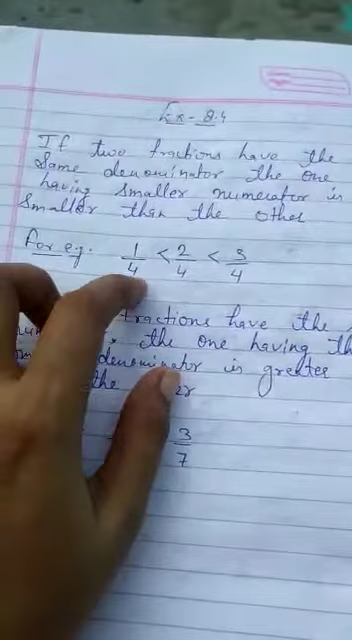 Ex - 8.4
If two fractions have the
Same denominator the one
having smaller numerator is
Smaller than the other
For eg. 1/4 < 2/4 < 3/4
fractions have the
the one having th
denominator is greater
the
3/7